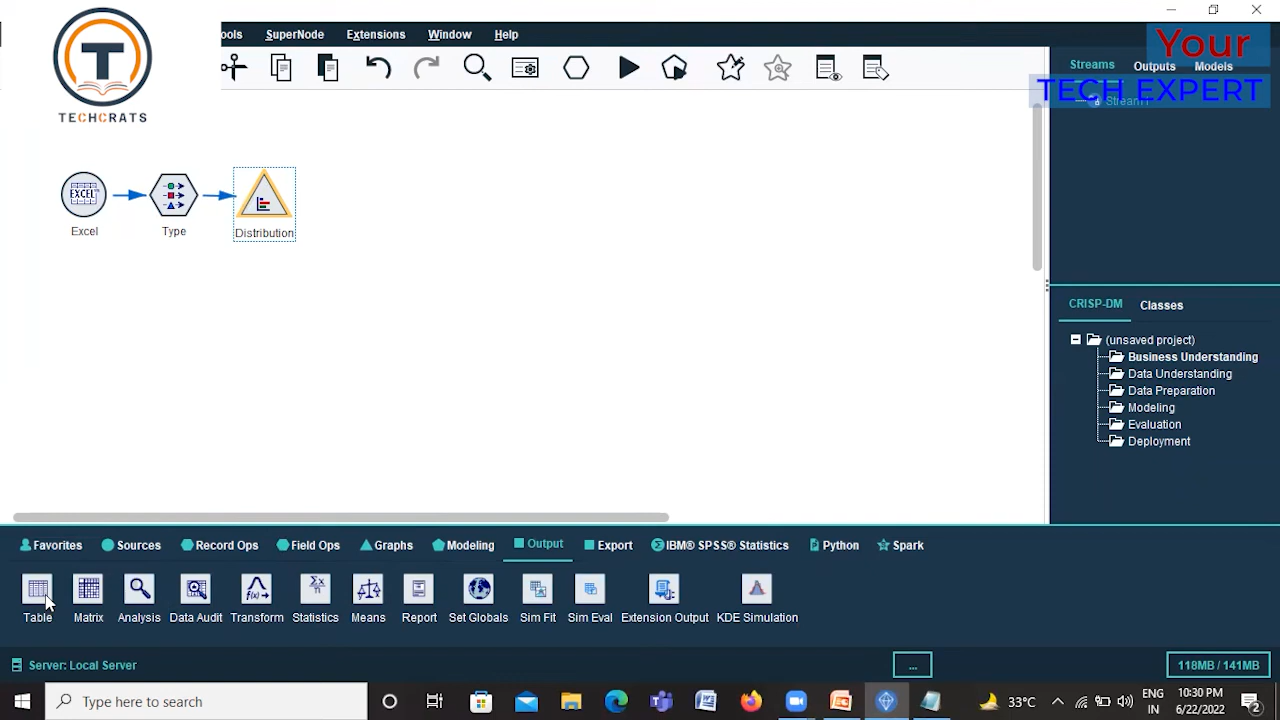 T
TECHCRATS
ools SuperNode Extensions Window Help
Your
TECH EXPERT
Streams Outputs Models
EXCEL
Excel Type Distribution
CRISP-DM Classes
(unsaved project)
Business Understanding
Data Understanding
Data Preparation
Modeling
Evaluation
Deployment
Favorites Sources Record Ops Field Ops Graphs Modeling Output Export IBM® SPSS® Statistics Python Spark
Table Matrix Analysis Data Audit Transform Statistics Means Report Set Globals Sim Fit Sim Eval Extension Output KDE Simulation
Server: Local Server
...
118MB / 141MB
Type here to search
33°C
ENG
IN
10:30 PM
6/22/2022
2